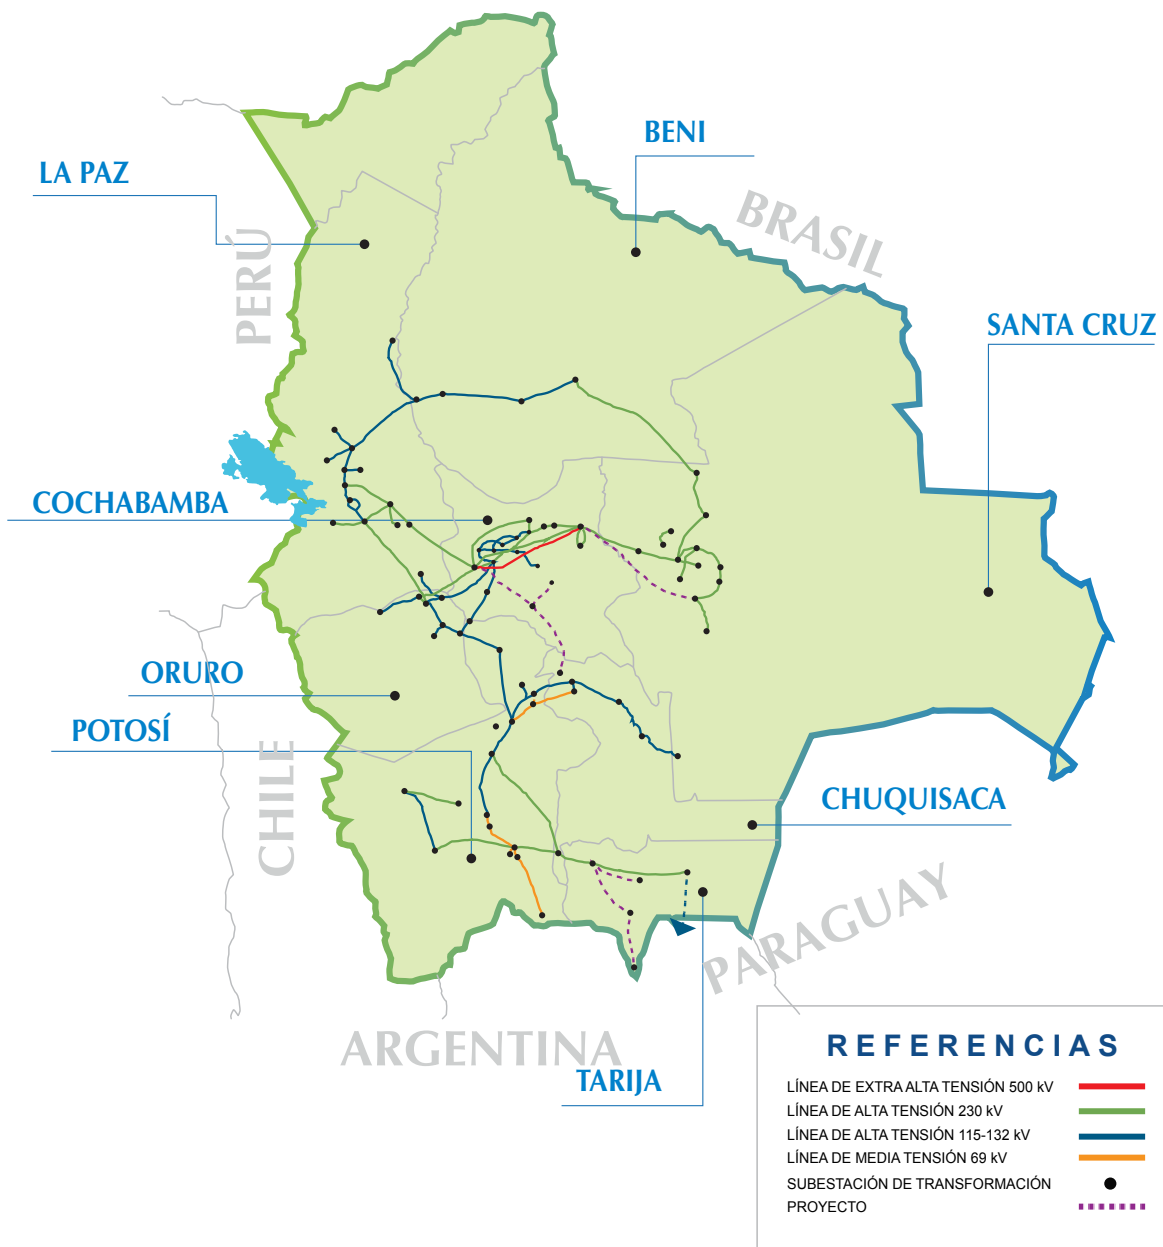 BENI
LA PAZ
BRASIL
PERÚ
SANTA CRUZ
COCHABAMBA
ORURO
POTOSÍ
CHILE
CHUQUISACA
PARAGUAY
ARGENTINA
TARIJA
REFERENCIAS
LÍNEA DE EXTRA ALTA TENSIÓN 500 kV
LÍNEA DE ALTA TENSIÓN 230 kV
LÍNEA DE ALTA TENSIÓN 115-132 kV
LÍNEA DE MEDIA TENSIÓN 69 kV
SUBESTACIÓN DE TRANSFORMACIÓN
PROYECTO